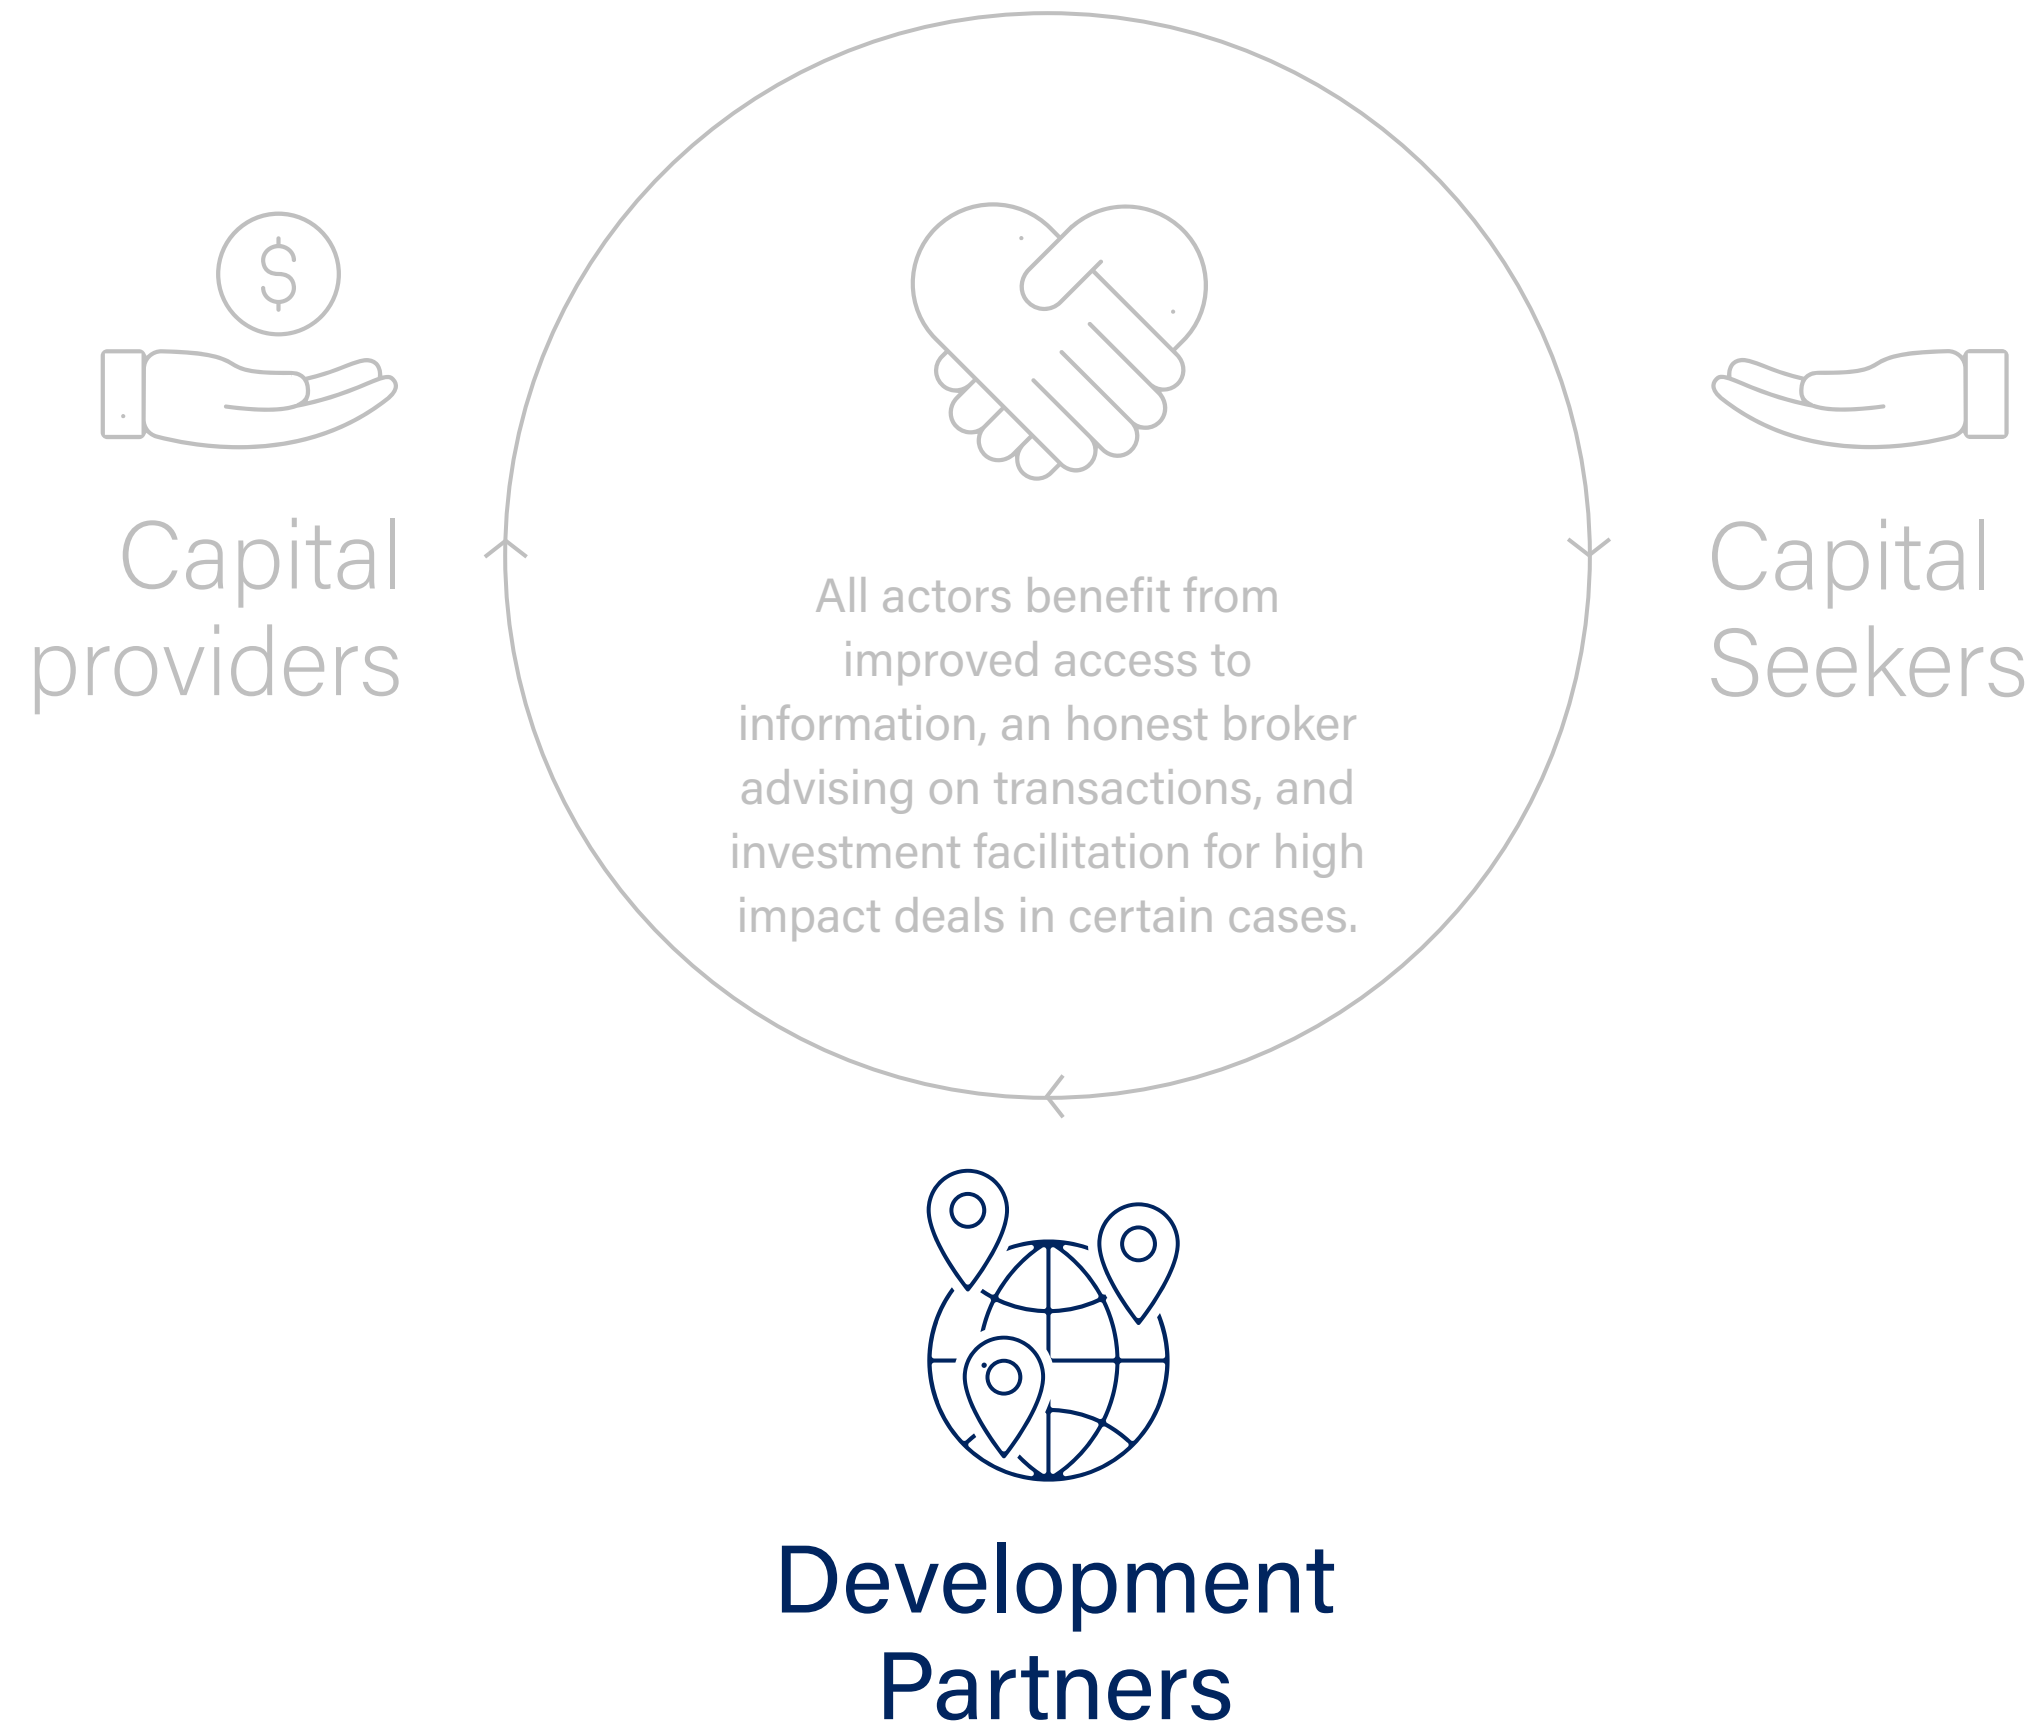 Capital
providers
All actors benefit from
improved access to
information, an honest broker
advising on transactions, and
investment facilitation for high
impact deals in certain cases.
Capital
Seekers
Development
Partners